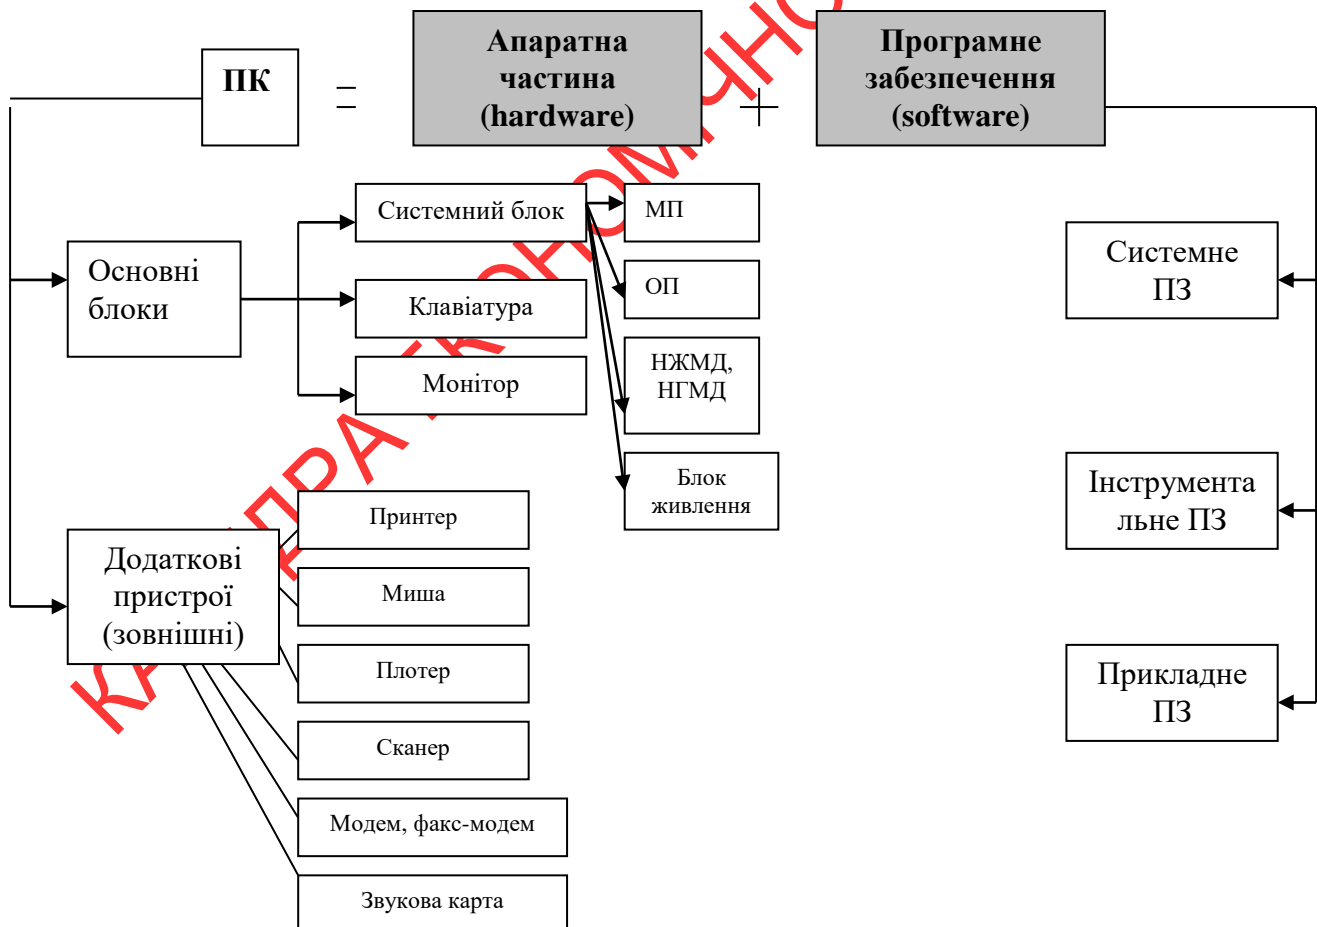 ПК
=
Апаратна
частина
(hardware)
+
Програмне
забезпечення
(software)
Основні
блоки
Системний блок
Клавіатура
Монітор
МП
ОП
НЖМД,
НГМД
Блок
живлення
Додаткові
пристрої
(зовнішні)
Принтер
Миша
Плотер
Сканер
Модем, факс-модем
Звукова карта
Системне
ПЗ
Інструмента
льне ПЗ
Прикладне
ПЗ